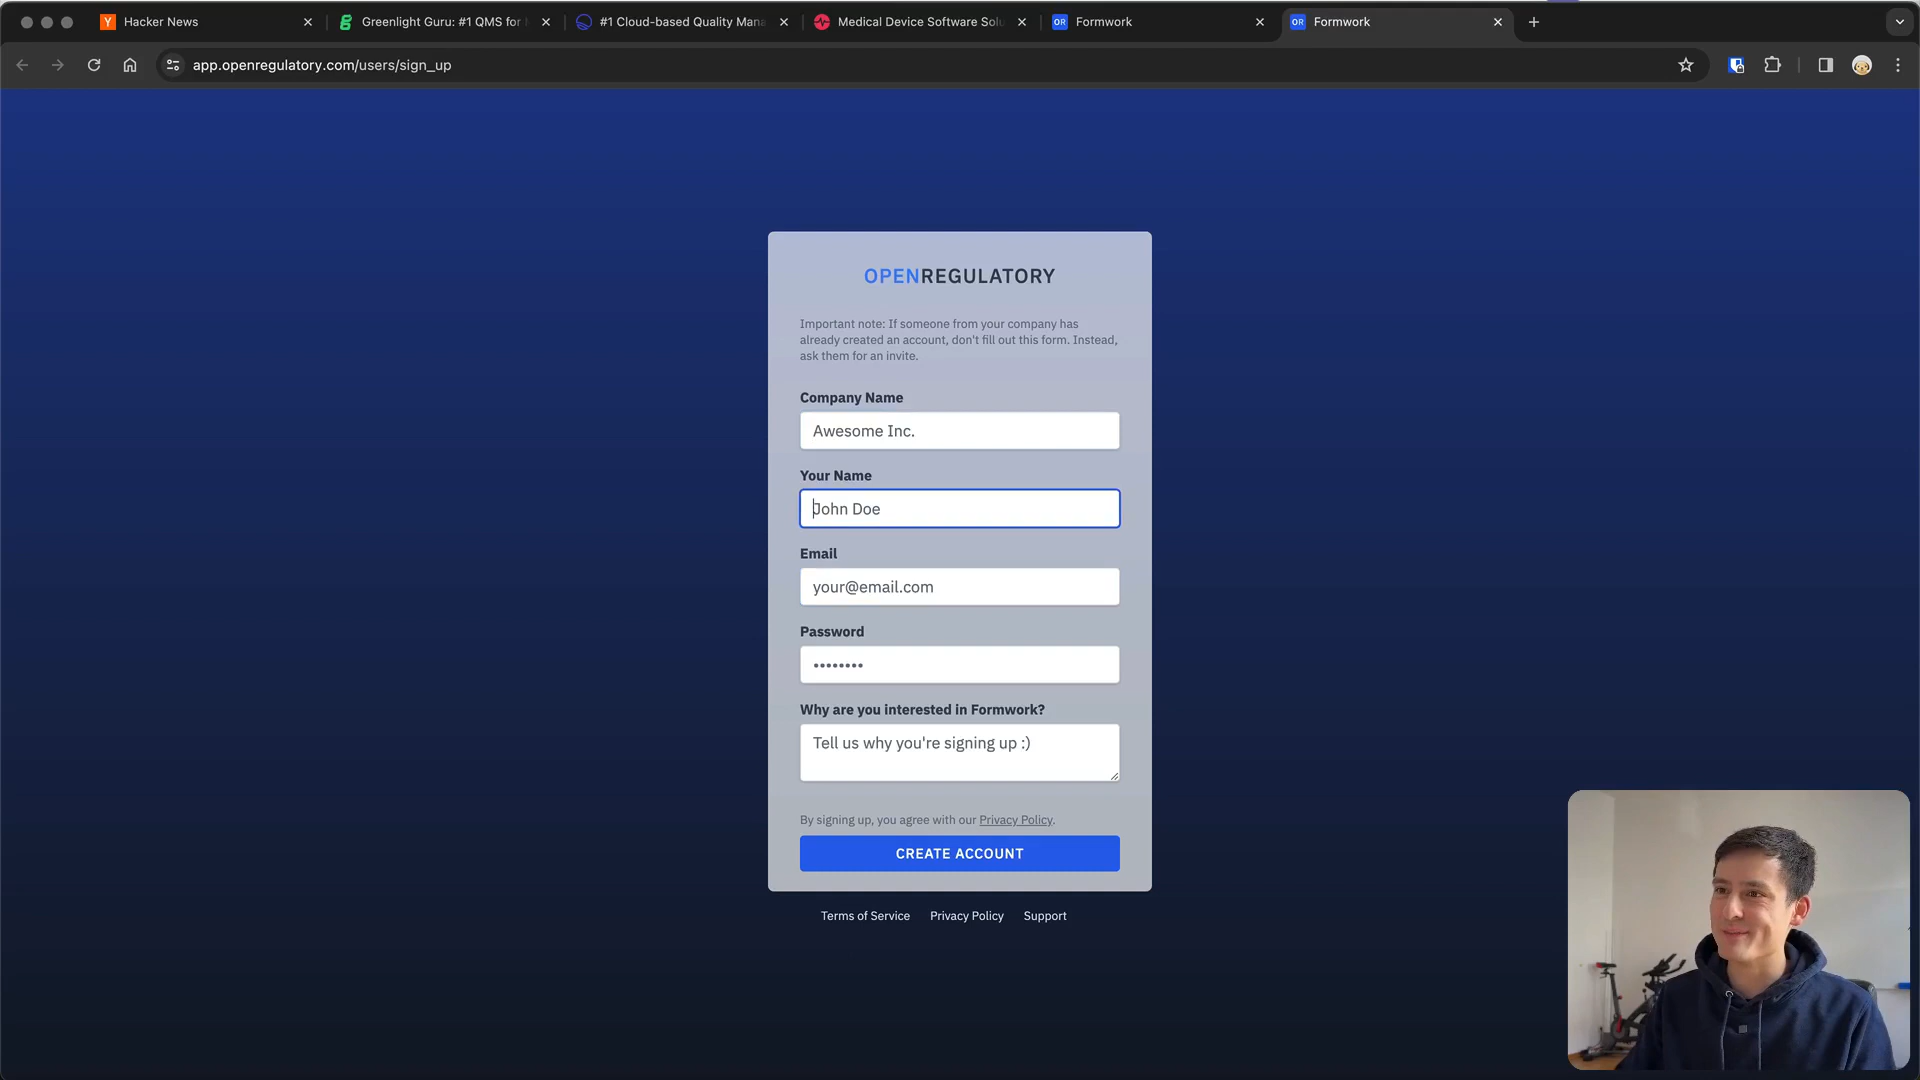 Hacker News
Greenlight Guru: #1 QMS for
#1 Cloud-based Quality Mana
Medical Device Software Solu
OR Formwork
OR Formwork
app.openregulatory.com/users/sign_up
OPENREGULATORY
Important note: If someone from your company has
already created an account, don't fill out this form. Instead,
ask them for an invite.
Company Name
Awesome Inc.
Your Name
John Doe
Email
your@email.com
Password
••••••••
Why are you interested in Formwork?
Tell us why you're signing up :)
By signing up, you agree with our Privacy Policy.
CREATE ACCOUNT
Terms of Service Privacy Policy Support